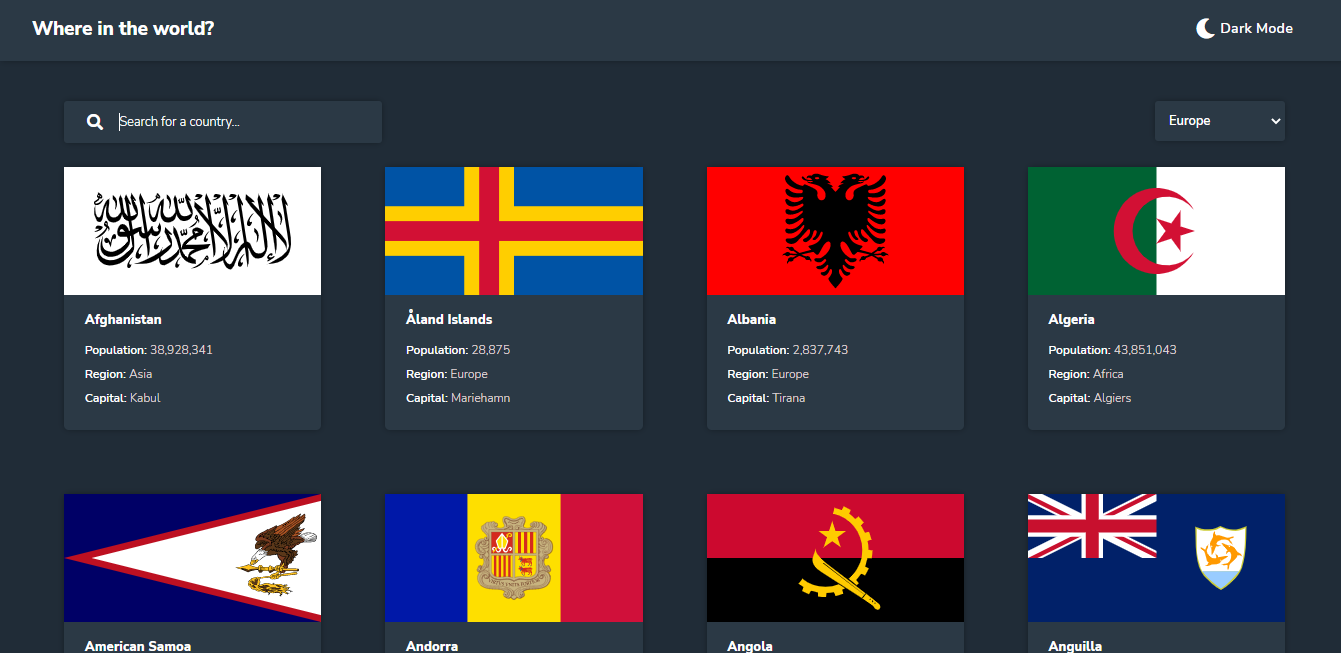 Where in the world?
Dark Mode
Search for a country...
Europe
لا إله إلا الله محمد رسول الله
Afghanistan
Population: 38,928,341
Region: Asia
Capital: Kabul
Åland Islands
Population: 28,875
Region: Europe
Capital: Mariehamn
Albania
Population: 2,837,743
Region: Europe
Capital: Tirana
Algeria
Population: 43,851,043
Region: Africa
Capital: Algiers
American Samoa
Andorra
Angola
Anguilla